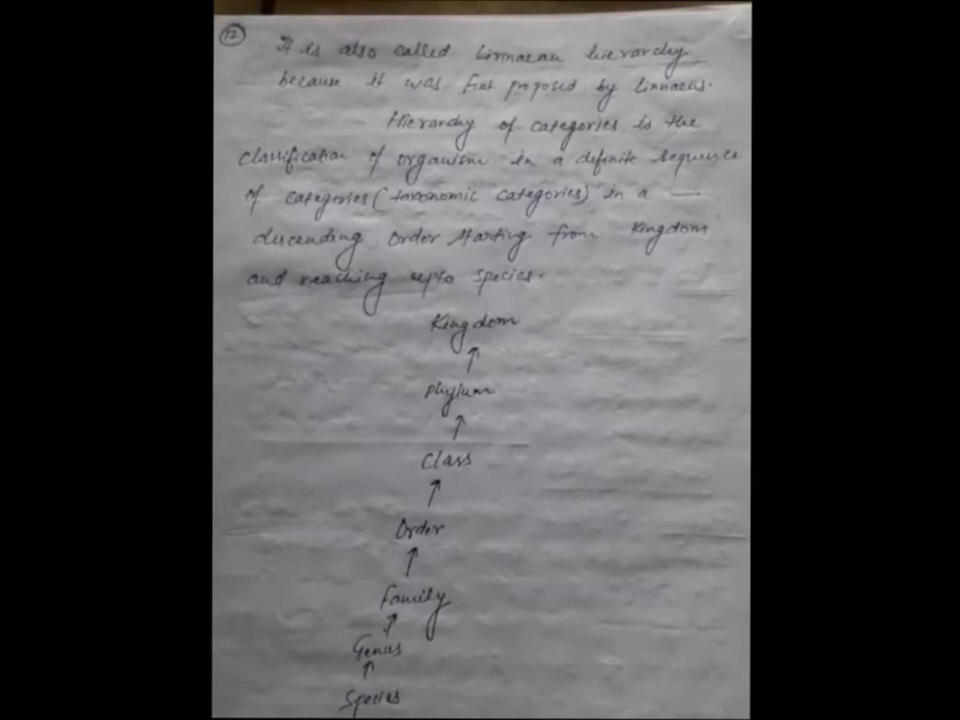 12
It is also called Linnaean hierarchy
because it was first proposed by Linnaeus.
Hierarchy of categories is the
classification of organism in a definite sequence
of categories (taxonomic categories) in a —
descending order starting from Kingdom
and reaching upto species.
Kingdom
↑
Phylum
↑
Class
↑
Order
↑
Family
↑
Genus
↑
Species